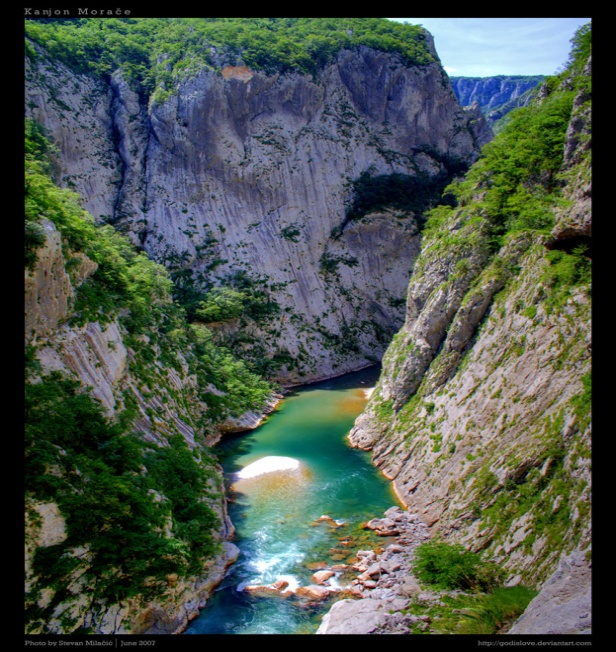 Kanjon Morače
Photo by Stevan Milačić | June 2007
http://godislove.deviantart.com